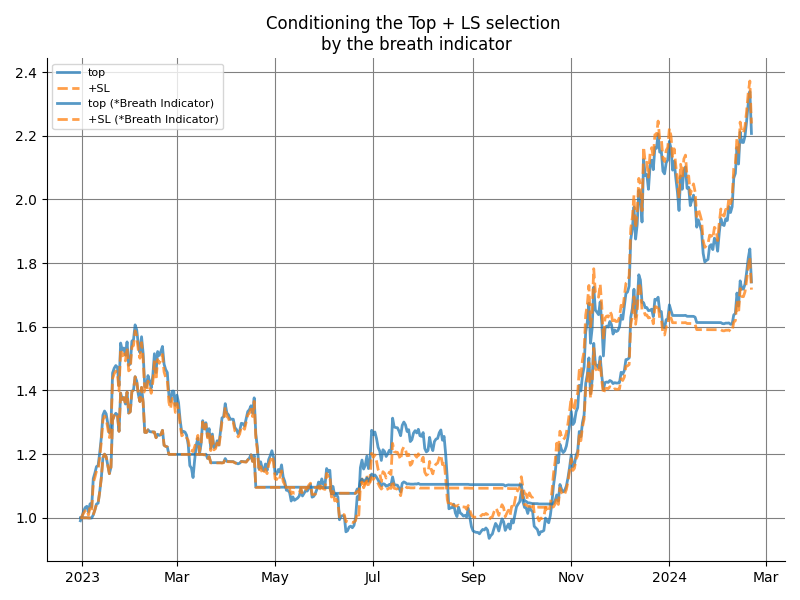 Conditioning the Top + LS selection
by the breath indicator
top
+SL
top (*Breath Indicator)
+SL (*Breath Indicator)
2.4
2.2
2.0
1.8
1.6
1.4
1.2
1.0
2023 Mar May Jul Sep Nov 2024 Mar